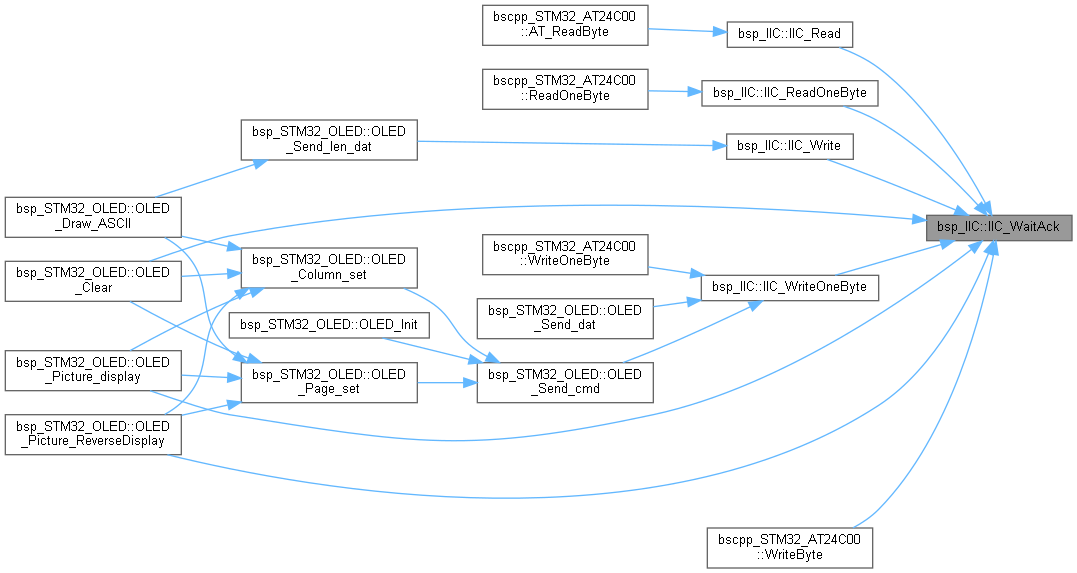 bscpp_STM32_AT24C00
::AT_ReadByte
bsp_IIC::IIC_Read
bscpp_STM32_AT24C00
::ReadOneByte
bsp_IIC::IIC_ReadOneByte
bsp_STM32_OLED::OLED
_Send_len_dat
bsp_IIC::IIC_Write
bsp_STM32_OLED::OLED
_Draw_ASCII
bsp_IIC::IIC_WaitAck
bscpp_STM32_AT24C00
::WriteOneByte
bsp_STM32_OLED::OLED
_Column_set
bsp_STM32_OLED::OLED
_Clear
bsp_IIC::IIC_WriteOneByte
bsp_STM32_OLED::OLED
_Send_dat
bsp_STM32_OLED::OLED_Init
bsp_STM32_OLED::OLED
_Picture_display
bsp_STM32_OLED::OLED
_Page_set
bsp_STM32_OLED::OLED
_Send_cmd
bsp_STM32_OLED::OLED
_Picture_ReverseDisplay
bscpp_STM32_AT24C00
::WriteByte